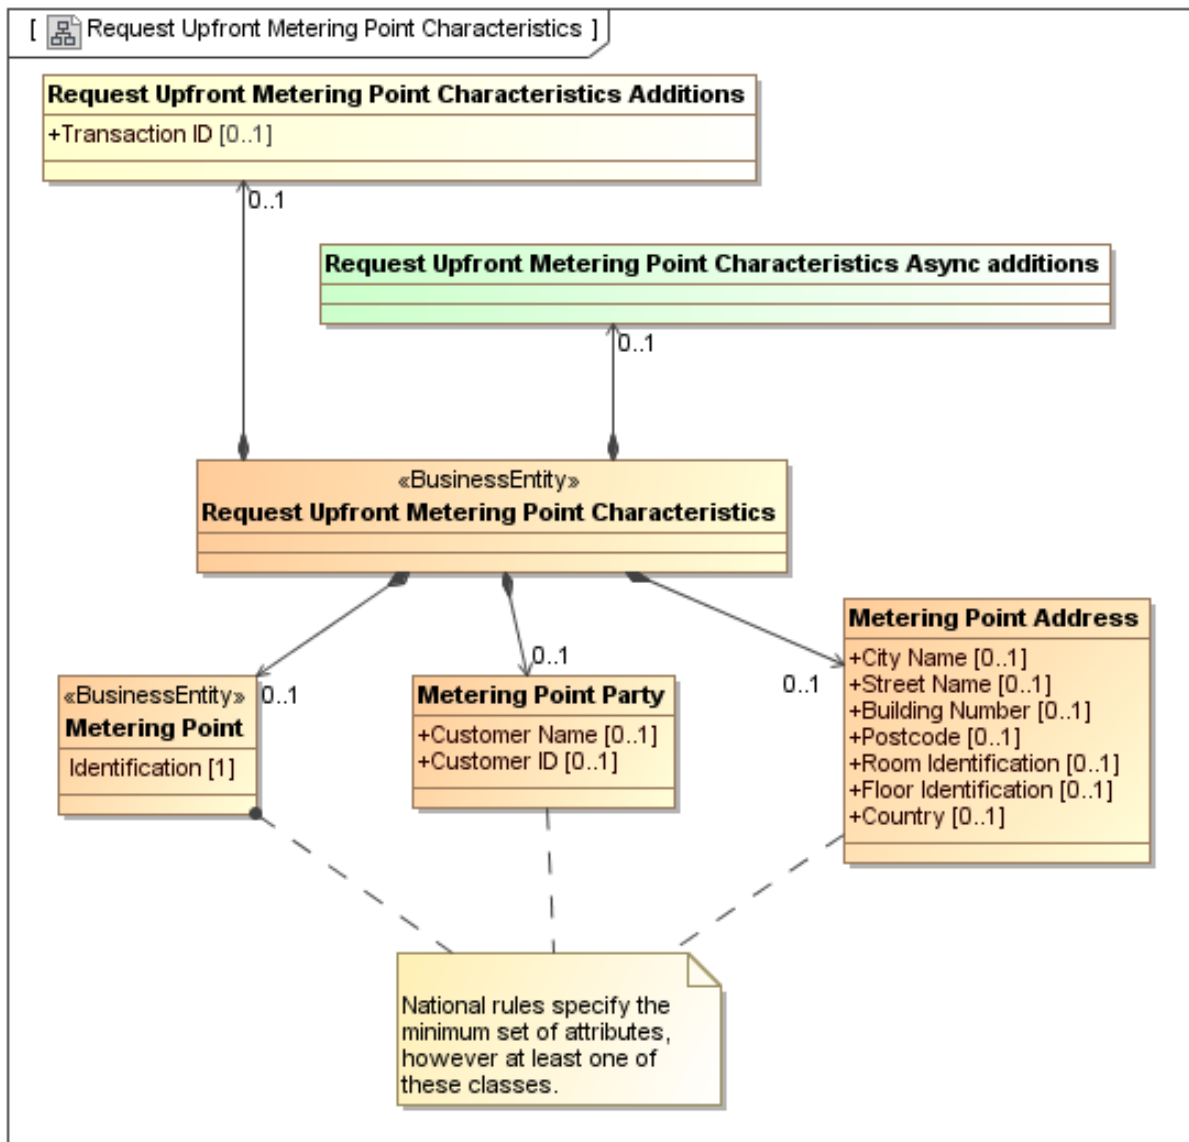 [ Request Upfront Metering Point Characteristics ]
Request Upfront Metering Point Characteristics Additions
+Transaction ID [0..1]
0..1
Request Upfront Metering Point Characteristics Async additions
0..1
«BusinessEntity»
Request Upfront Metering Point Characteristics
0..1
«BusinessEntity»
Metering Point
Identification [1]
0..1
Metering Point Party
+Customer Name [0..1]
+Customer ID [0..1]
0..1
Metering Point Address
+City Name [0..1]
+Street Name [0..1]
+Building Number [0..1]
+Postcode [0..1]
+Room Identification [0..1]
+Floor Identification [0..1]
+Country [0..1]
National rules specify the
minimum set of attributes,
however at least one of
these classes.